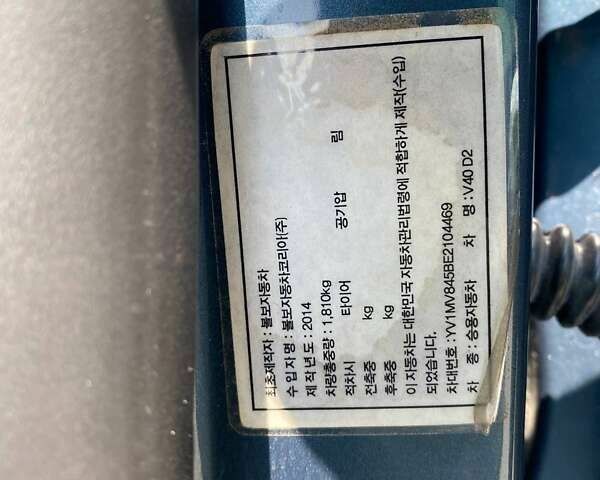 최초제작자 : 볼보자동차
수 입 자 명 : 볼보자동차코리아(주)
제 작 년 도 : 2014
차량총중량 : 1,810kg
적차시 타이어 공기압 림
전축중 kg
후축중 kg
이 자동차는 대한민국 자동차관리법령에 적합하게 제작(수입)
되었습니다.
차대번호 : YV1MV845BE2104469
차 종 : 승용자동차 차 명 : V40 D2